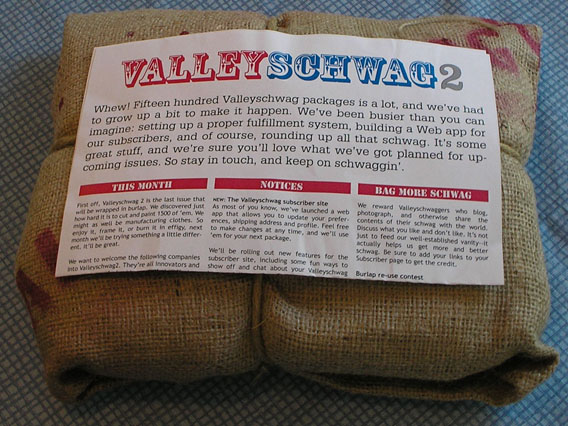 VALLEYSCHWAG 2
Whew! Fifteen hundred Valleyschwag packages is a lot, and we've had
to grow up a bit to make it happen. We've been busier than you can
imagine: setting up a proper fulfillment system, building a Web app for
our subscribers, and of course, rounding up all that schwag. It's some
great stuff, and we're sure you'll love what we've got planned for up-
coming issues. So stay in touch, and keep on schwaggin'.
THIS MONTH
First off, Valleyschwag 2 is the last issue that
will be wrapped in burlap. We discovered just
how hard it is to cut and paint 1500 of 'em. We
might as well be manufacturing clothes. So
enjoy it, frame it, or burn it in effigy, next
month we'll be trying something a little differ-
ent, it'll be great.
We want to welcome the following companies
into Valleyschwag2. They're all innovators and
NOTICES
NEW: The Valleyschwag subscriber site
As most of you know, we've launched a web
app that allows you to update your prefer-
ences, shipping address and profile. Feel free
to make changes at any time, and we'll use
'em for your next package.
We'll be rolling out new features for the
subscriber site, including some fun ways to
show off and chat about your Valleyschwag
BAG MORE SCHWAG
We reward Valleyschwaggers who blog,
photograph, and otherwise share the
contents of their schwag with the world.
Discuss what you like and don't like. It's not
just to feed our well-established vanity—it
actually helps us get more and better
schwag. Be sure to add your links to your
Subscriber page to get the credit.
Burlap re-use contest